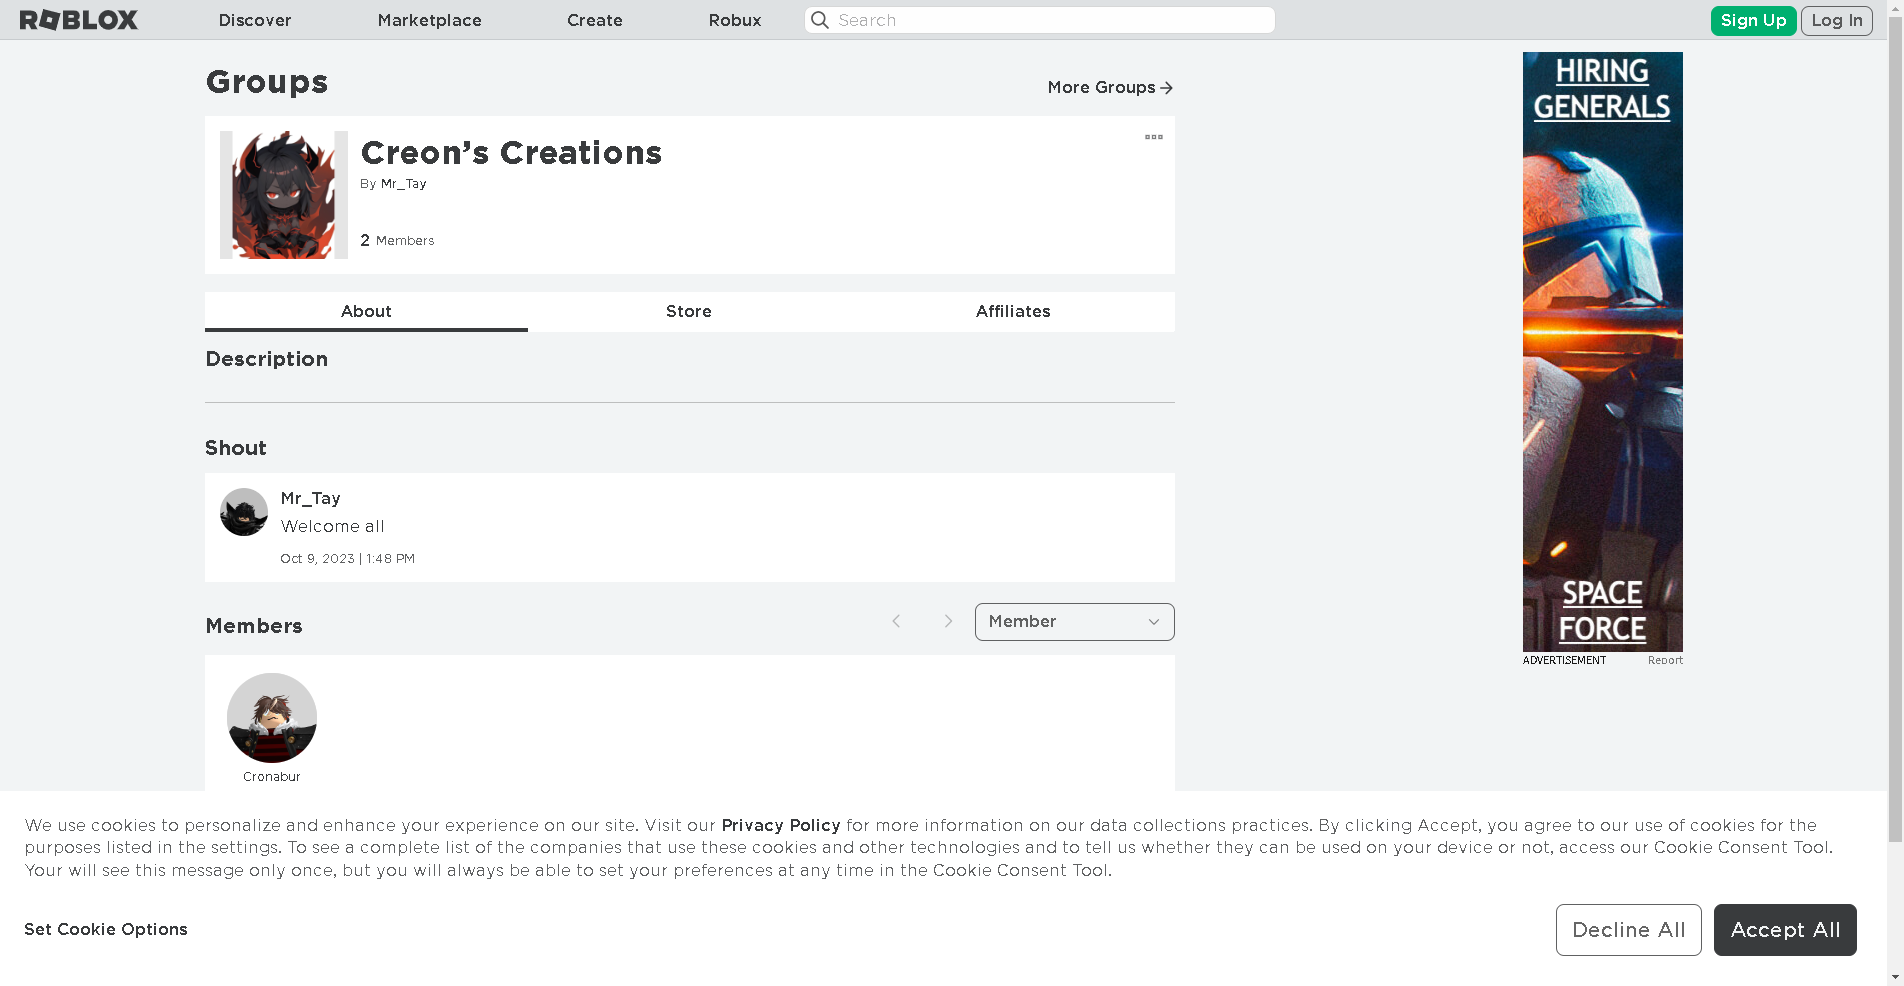 ROBLOX Discover Marketplace Create Robux Search Sign Up Log In
Groups
More Groups
Creon’s Creations
By Mr_Tay
2 Members
About Store Affiliates
Description
Shout
Mr_Tay
Welcome all
Oct 9, 2023 | 1:48 PM
Members
Member
Cronabur
HIRING
GENERALS
SPACE
FORCE
ADVERTISEMENT Report
We use cookies to personalize and enhance your experience on our site. Visit our Privacy Policy for more information on our data collections practices. By clicking Accept, you agree to our use of cookies for the
purposes listed in the settings. To see a complete list of the companies that use these cookies and other technologies and to tell us whether they can be used on your device or not, access our Cookie Consent Tool.
Your will see this message only once, but you will always be able to set your preferences at any time in the Cookie Consent Tool.
Set Cookie Options
Decline All
Accept All